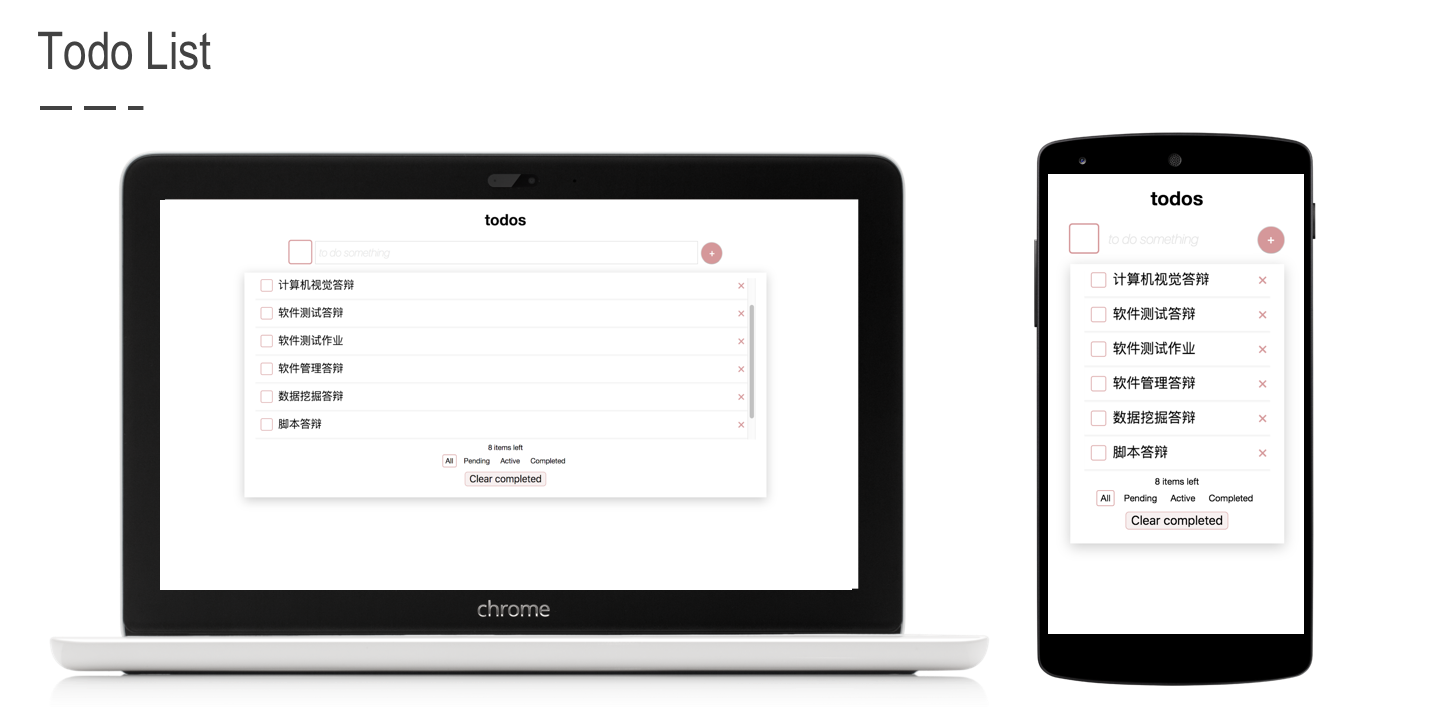 Todo List
todos
to do something
+
计算机视觉答辩 ×
软件测试答辩 ×
软件测试作业 ×
软件管理答辩 ×
数据挖掘答辩 ×
脚本答辩 ×
8 items left
All Pending Active Completed
Clear completed
chrome
todos
to do something
+
计算机视觉答辩 ×
软件测试答辩 ×
软件测试作业 ×
软件管理答辩 ×
数据挖掘答辩 ×
脚本答辩 ×
8 items left
All Pending Active Completed
Clear completed